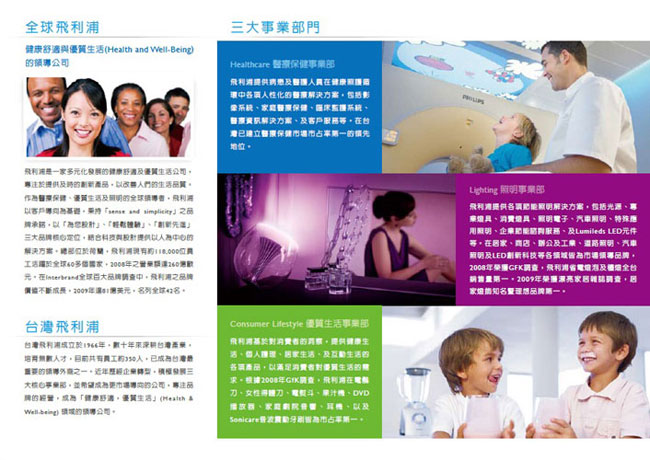 全球飛利浦
健康舒適與優質生活(Health and Well-Being)
的領導公司
飛利浦是一家多元化發展的健康舒適及優質生活公司，
專注於提供及時的創新產品，以改善人們的生活品質。
作為醫療保健、優質生活及照明的全球領導者，飛利浦
以客戶導向為基礎，秉持「sense and simplicity」之品
牌承諾，以「為您設計」、「輕鬆體驗」、「創新先進」
三大品牌核心定位，結合科技與設計提供以人為中心的
解決方案。總部位於荷蘭，飛利浦現有約118,000位員
工活躍於全球60多個國家，2008年之營業額達260億歐
元。在Interbrand全球百大品牌調查中，飛利浦之品牌
價值不斷成長，2009年達81億美元，名列全球42名。
台灣飛利浦
台灣飛利浦成立於1966年，數十年來深耕台灣產業，
培育無數人才，目前共有員工約350人，已成為台灣最
重要的領導外商之一。近年歷經企業轉型，積極發展三
大核心事業部，並希望成為更市場導向的公司，專注品
牌的經營，成為「健康舒適，優質生活」(Health &
Well-being) 領域的領導公司。
三大事業部門
Healthcare 醫療保健事業部
飛利浦提供病患及醫護人員在健康照護循
環中各項人性化的醫療解決方案，包括影
像系統、家庭醫療保健、臨床監護系統、
醫療資訊解決方案、及客戶服務等。在台
灣已建立醫療保健市場市占率第一的領先
地位。
PHILIPS
Lighting 照明事業部
飛利浦提供各項節能照明解決方案，包括光源、專
業燈具、消費燈具、照明電子、汽車照明、特殊應
用照明、企業節能諮詢服務、及Lumileds LED元件
等。在居家、商店、辦公及工業、道路照明、汽車
照明及LED創新科技等各領域皆為市場領導品牌，
2008年榮獲GFK調查，飛利浦省電燈泡及檯燈全台
銷售量第一。2009年榮獲漂亮家居雜誌調查，居
家燈飾知名暨理想品牌第一。
Consumer Lifestyle 優質生活事業部
飛利浦基於對消費者的洞察，提供健康生
活、個人護理、居家生活、及互動生活的
各項產品，以滿足消費者對優質生活的需
求。根據2008年GfK調查，飛利浦在電鬍
刀、女性除體刀、電熨斗、果汁機、DVD
播放器、家庭劇院音響、耳機、以及
Sonicare音波震動牙刷皆為市占率第一。